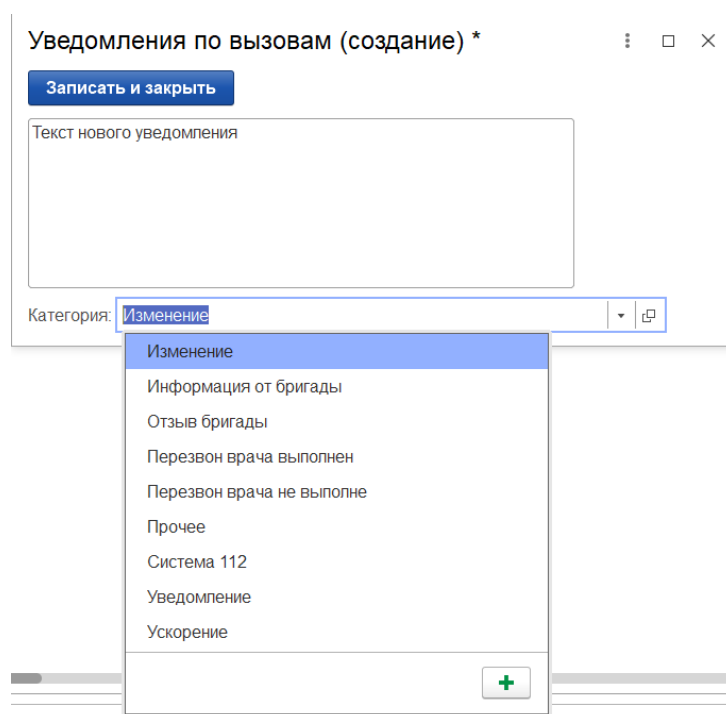 Уведомления по вызовам (создание) *
Записать и закрыть
Текст нового уведомления
Категория: Изменение
Изменение
Информация от бригады
Отзыв бригады
Перезвон врача выполнен
Перезвон врача не выполне
Прочее
Система 112
Уведомление
Ускорение